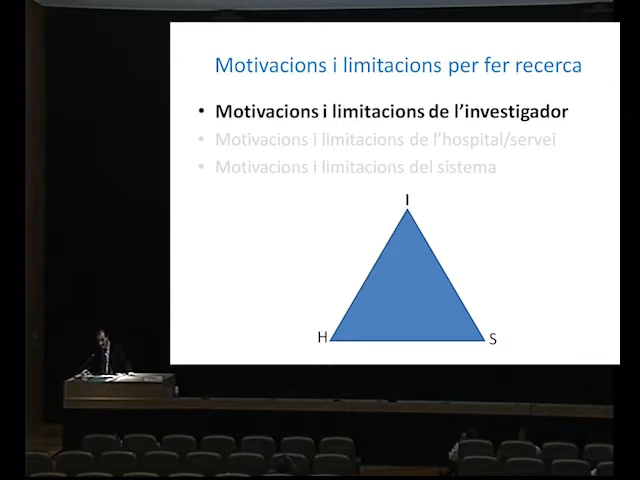 Motivacions i limitacions per fer recerca
• Motivacions i limitacions de l'investigador
• Motivacions i limitacions de l'hospital/servei
• Motivacions i limitacions del sistema
I
H
S